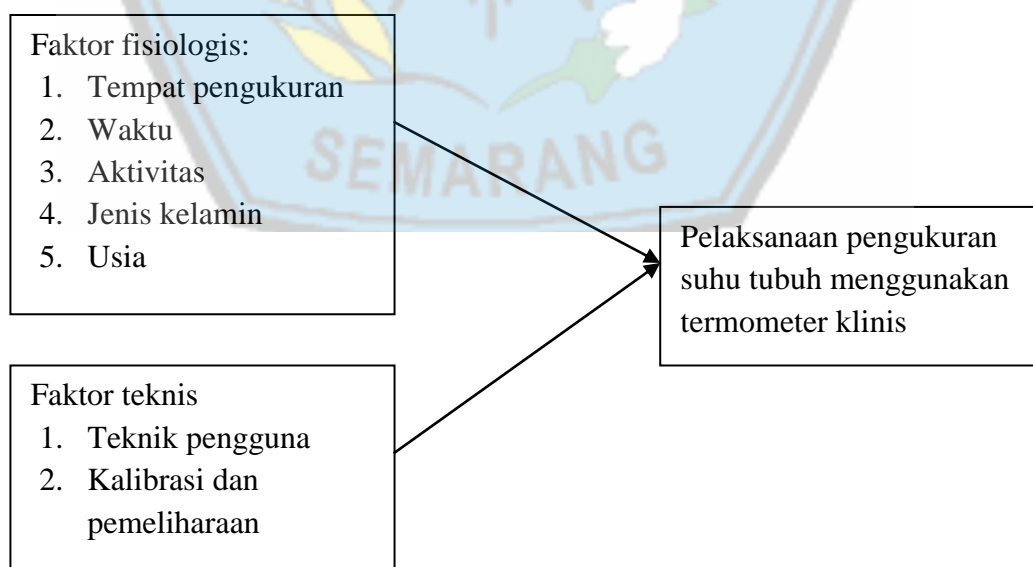 Faktor fisiologis:
1. Tempat pengukuran
2. Waktu
3. Aktivitas
4. Jenis kelamin
5. Usia
SEMARANG
Pelaksanaan pengukuran
suhu tubuh menggunakan
termometer klinis
Faktor teknis
1. Teknik pengguna
2. Kalibrasi dan
pemeliharaan